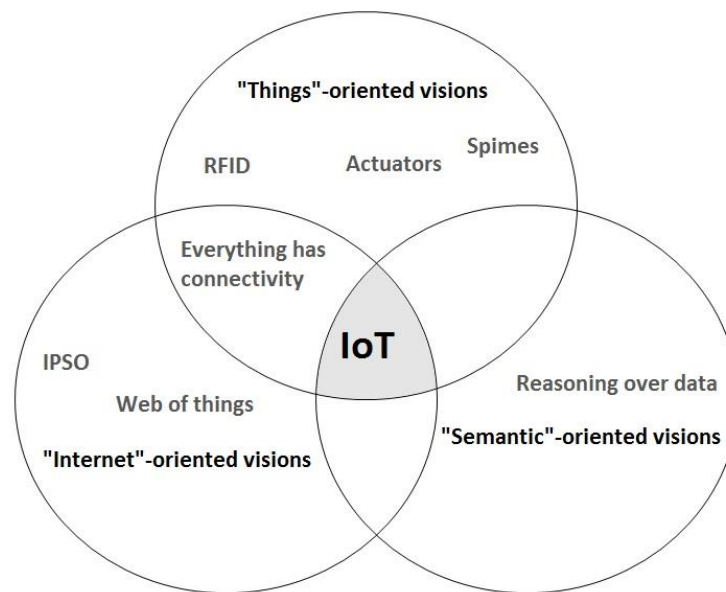 "Things"-oriented visions
Spimes
RFID
Actuators
Everything has
connectivity
IoT
IPSO
Reasoning over data
Web of things
"Semantic"-oriented visions
"Internet"-oriented visions